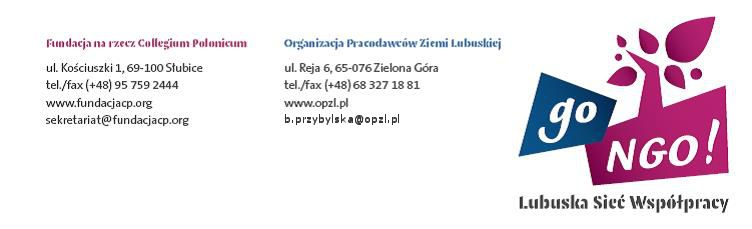 Fundacja na rzecz Collegium Polonicum
ul. Kościuszki 1, 69-100 Słubice
tel./fax (+48) 95 759 2444
www.fundacjacp.org
sekretariat@fundacjacp.org
Organizacja Pracodawców Ziemi Lubuskiej
ul. Reja 6, 65-076 Zielona Góra
tel./fax (+48) 68 327 18 81
www.opzl.pl
b.przybylska@opzl.pl
go
NGO!
Lubuska Sieć Współpracy